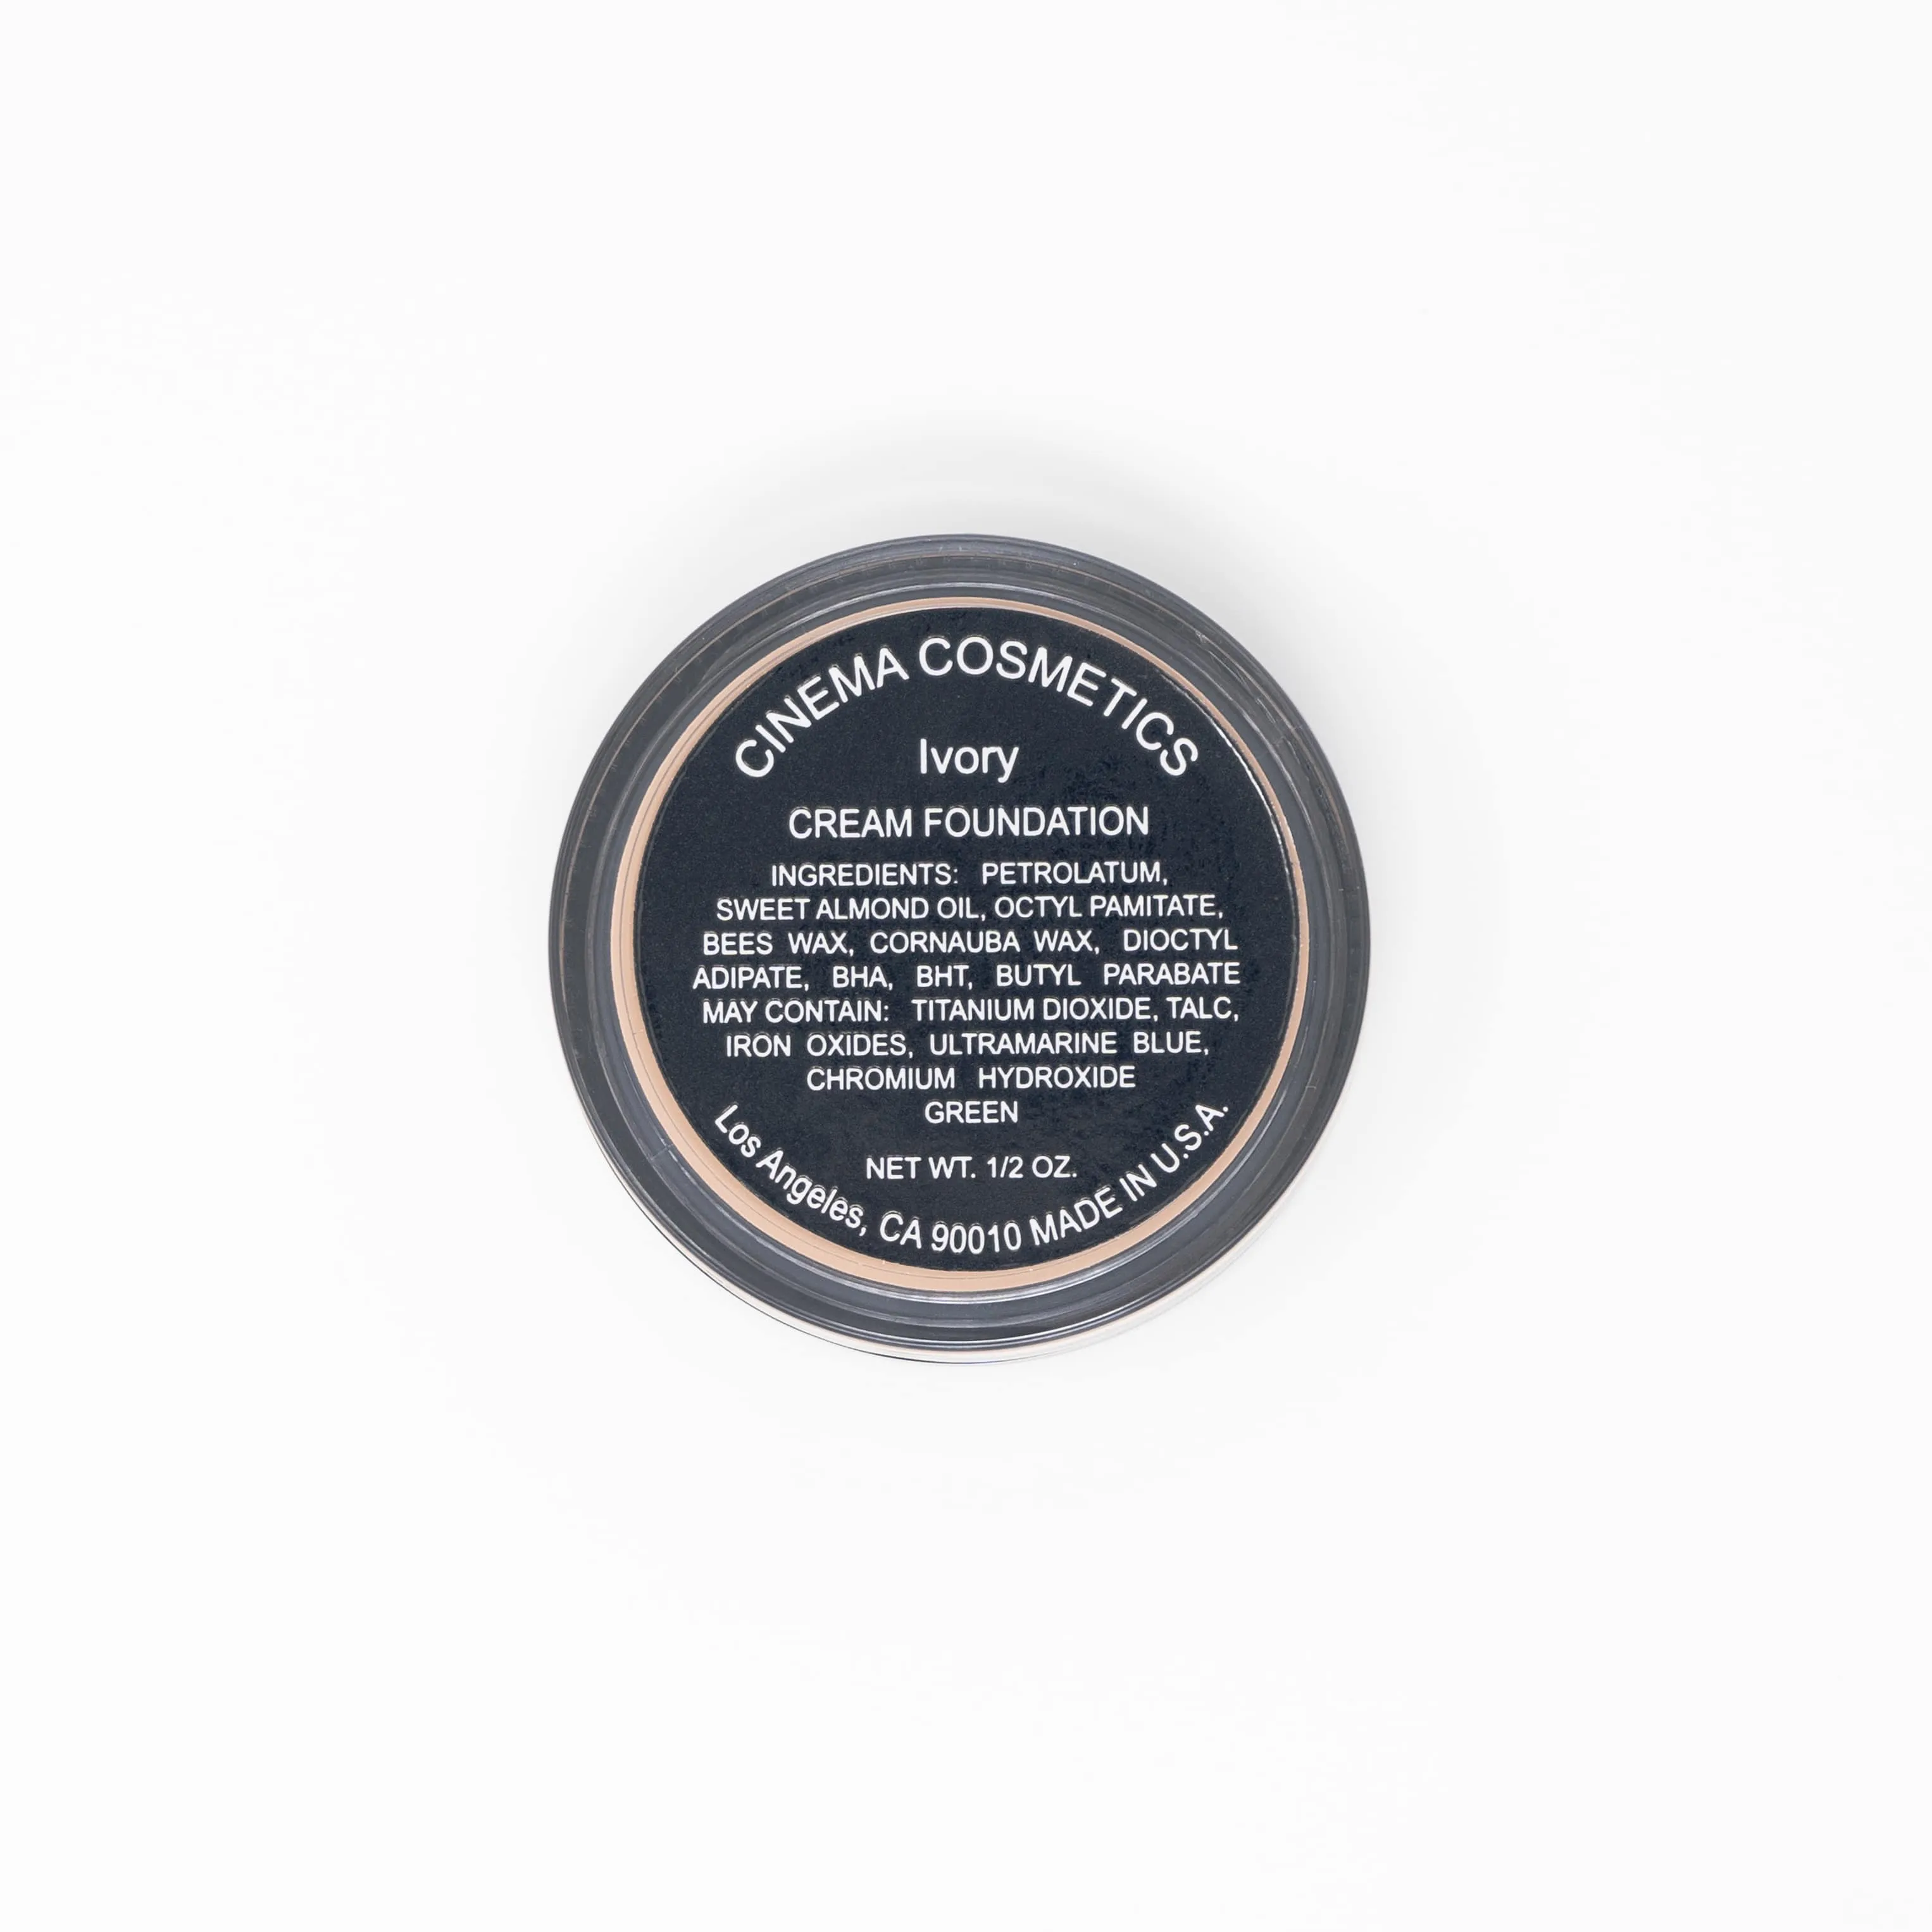 CINEMA COSMETICS
Ivory
CREAM FOUNDATION
INGREDIENTS: PETROLATUM,
SWEET ALMOND OIL, OCTYL PAMITATE,
BEES WAX, CORNAUBA WAX, DIOCTYL
ADIPATE, BHA, BHT, BUTYL PARABATE
MAY CONTAIN: TITANIUM DIOXIDE, TALC,
IRON OXIDES, ULTRAMARINE BLUE,
CHROMIUM HYDROXIDE
GREEN
NET WT. 1/2 OZ.
Los Angeles, CA 90010 MADE IN U.S.A.